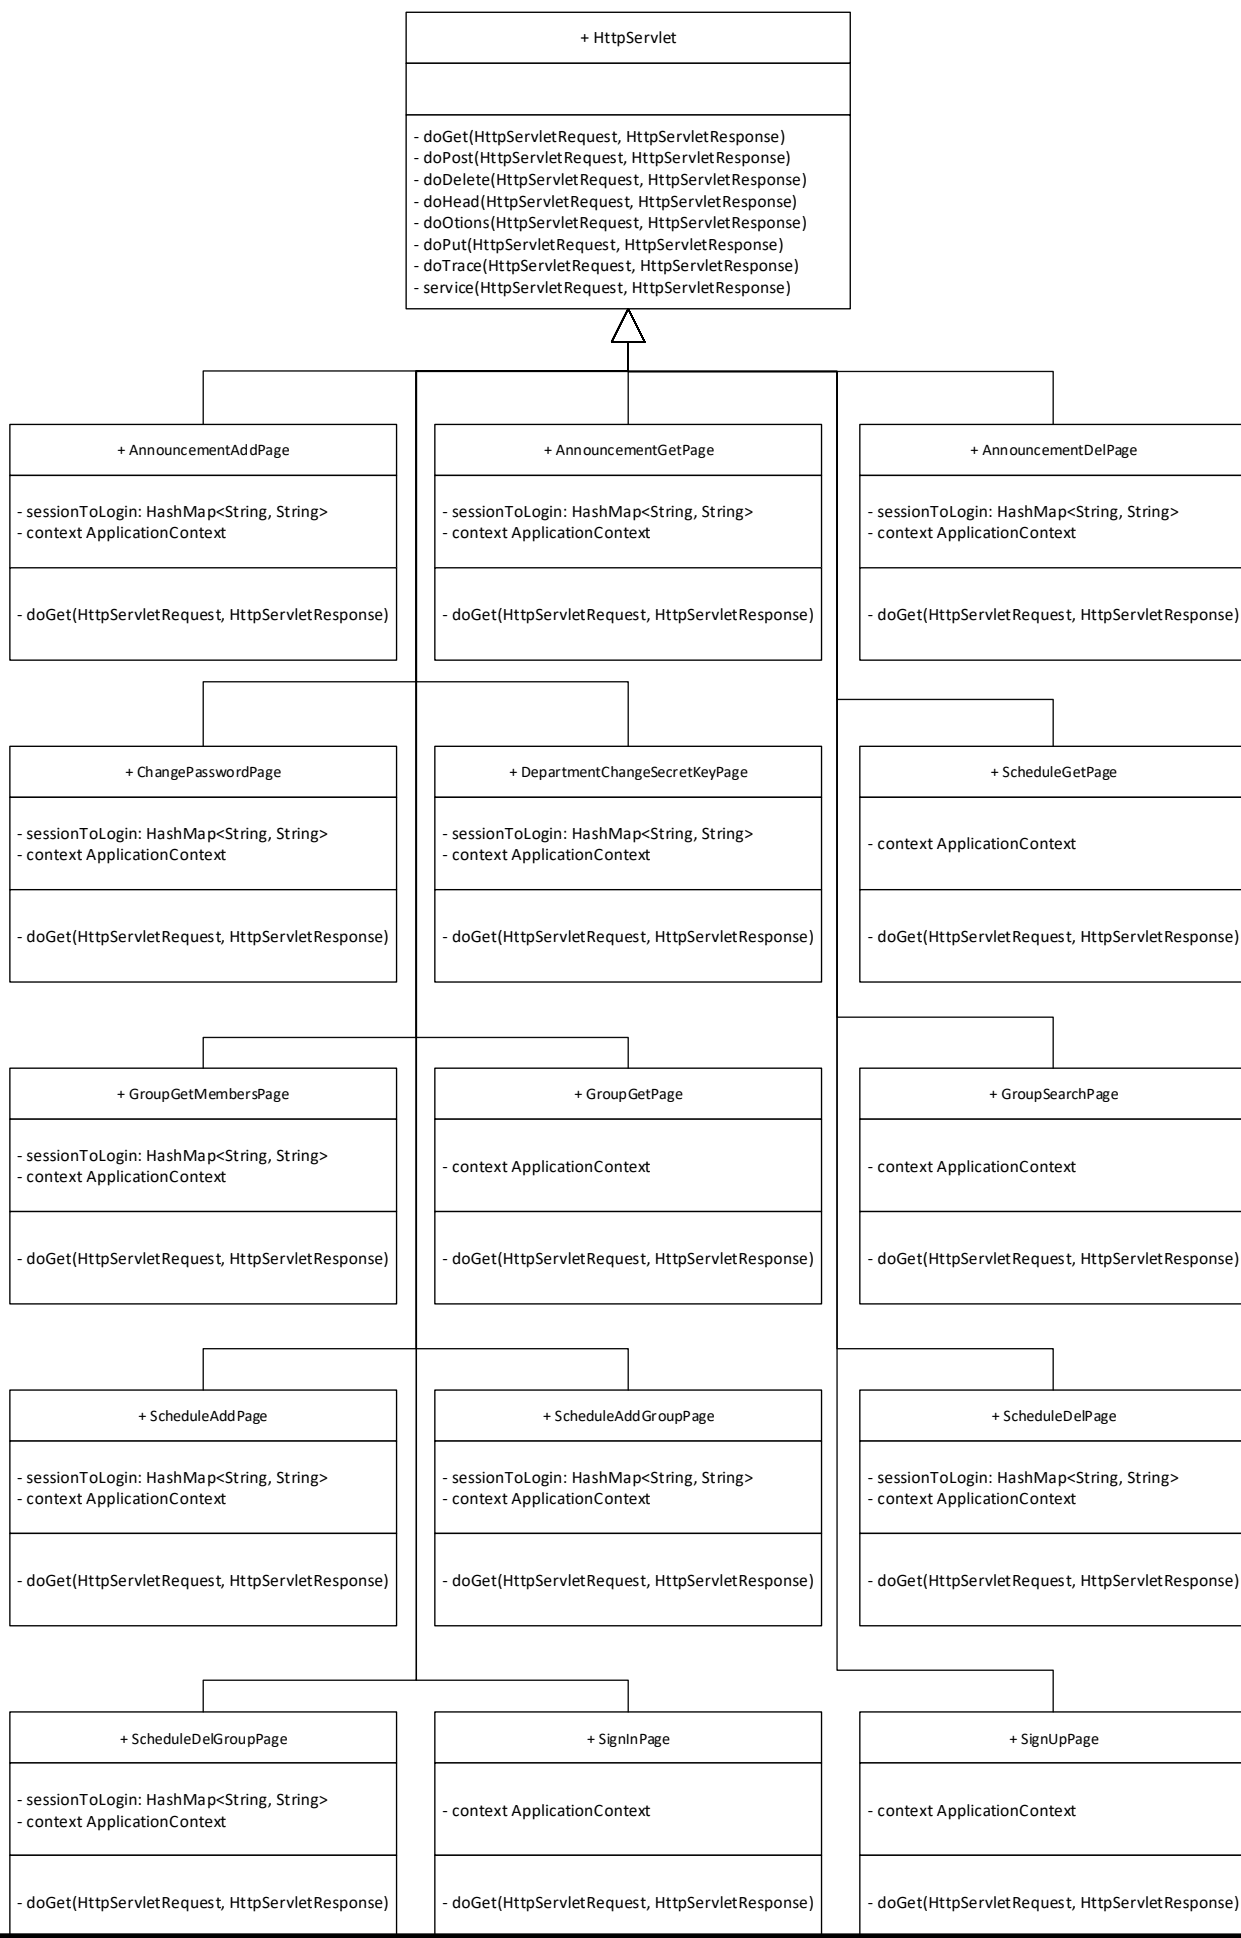 + HttpServlet
- doGet(HttpServletRequest, HttpServletResponse)
- doPost(HttpServletRequest, HttpServletResponse)
- doDelete(HttpServletRequest, HttpServletResponse)
- doHead(HttpServletRequest, HttpServletResponse)
- doOtions(HttpServletRequest, HttpServletResponse)
- doPut(HttpServletRequest, HttpServletResponse)
- doTrace(HttpServletRequest, HttpServletResponse)
- service(HttpServletRequest, HttpServletResponse)
+ AnnouncementAddPage
- sessionToLogin: HashMap<String, String>
- context ApplicationContext
- doGet(HttpServletRequest, HttpServletResponse)
+ AnnouncementGetPage
- sessionToLogin: HashMap<String, String>
- context ApplicationContext
- doGet(HttpServletRequest, HttpServletResponse)
+ AnnouncementDelPage
- sessionToLogin: HashMap<String, String>
- context ApplicationContext
- doGet(HttpServletRequest, HttpServletResponse)
+ ChangePasswordPage
- sessionToLogin: HashMap<String, String>
- context ApplicationContext
- doGet(HttpServletRequest, HttpServletResponse)
+ DepartmentChangeSecretKeyPage
- sessionToLogin: HashMap<String, String>
- context ApplicationContext
- doGet(HttpServletRequest, HttpServletResponse)
+ ScheduleGetPage
- context ApplicationContext
- doGet(HttpServletRequest, HttpServletResponse)
+ GroupGetMembersPage
- sessionToLogin: HashMap<String, String>
- context ApplicationContext
- doGet(HttpServletRequest, HttpServletResponse)
+ GroupGetPage
- context ApplicationContext
- doGet(HttpServletRequest, HttpServletResponse)
+ GroupSearchPage
- context ApplicationContext
- doGet(HttpServletRequest, HttpServletResponse)
+ ScheduleAddPage
- sessionToLogin: HashMap<String, String>
- context ApplicationContext
- doGet(HttpServletRequest, HttpServletResponse)
+ ScheduleAddGroupPage
- sessionToLogin: HashMap<String, String>
- context ApplicationContext
- doGet(HttpServletRequest, HttpServletResponse)
+ ScheduleDelPage
- sessionToLogin: HashMap<String, String>
- context ApplicationContext
- doGet(HttpServletRequest, HttpServletResponse)
+ ScheduleDelGroupPage
- sessionToLogin: HashMap<String, String>
- context ApplicationContext
- doGet(HttpServletRequest, HttpServletResponse)
+ SignInPage
- context ApplicationContext
- doGet(HttpServletRequest, HttpServletResponse)
+ SignUpPage
- context ApplicationContext
- doGet(HttpServletRequest, HttpServletResponse)